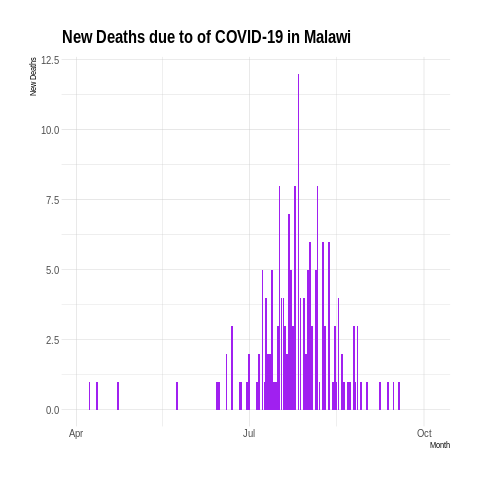 New Deaths due to of COVID-19 in Malawi
New Deaths
12.5
10.0
7.5
5.0
2.5
0.0
Apr
Jul
Oct
Month